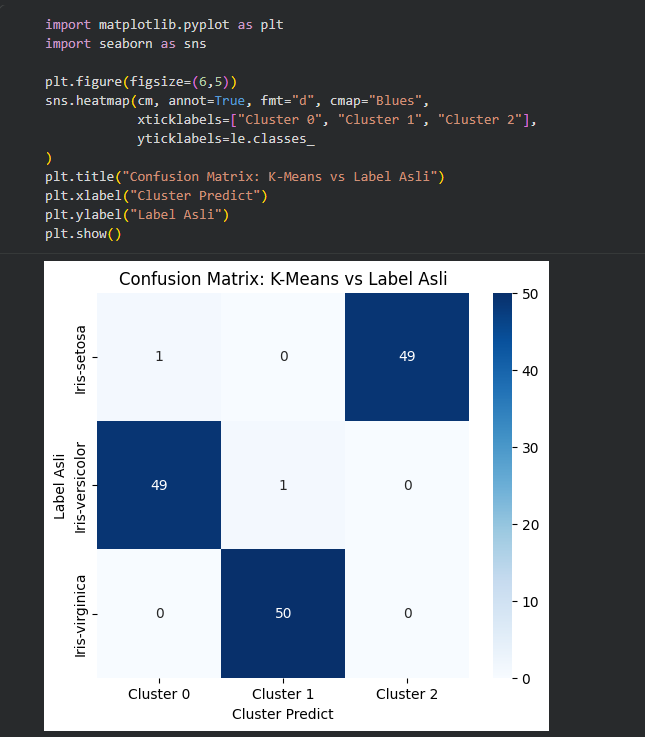 import matplotlib.pyplot as plt
import seaborn as sns
plt.figure(figsize=(6,5))
sns.heatmap(cm, annot=True, fmt="d", cmap="Blues",
xticklabels=["Cluster 0", "Cluster 1", "Cluster 2"],
yticklabels=le.classes_
)
plt.title("Confusion Matrix: K-Means vs Label Asli")
plt.xlabel("Cluster Predict")
plt.ylabel("Label Asli")
plt.show()
Confusion Matrix: K-Means vs Label Asli
Label Asli
Iris-setosa
1 0 49
Iris-versicolor
49 1 0
Iris-virginica
0 50 0
Cluster 0 Cluster 1 Cluster 2
Cluster Predict
50
40
30
20
10
0